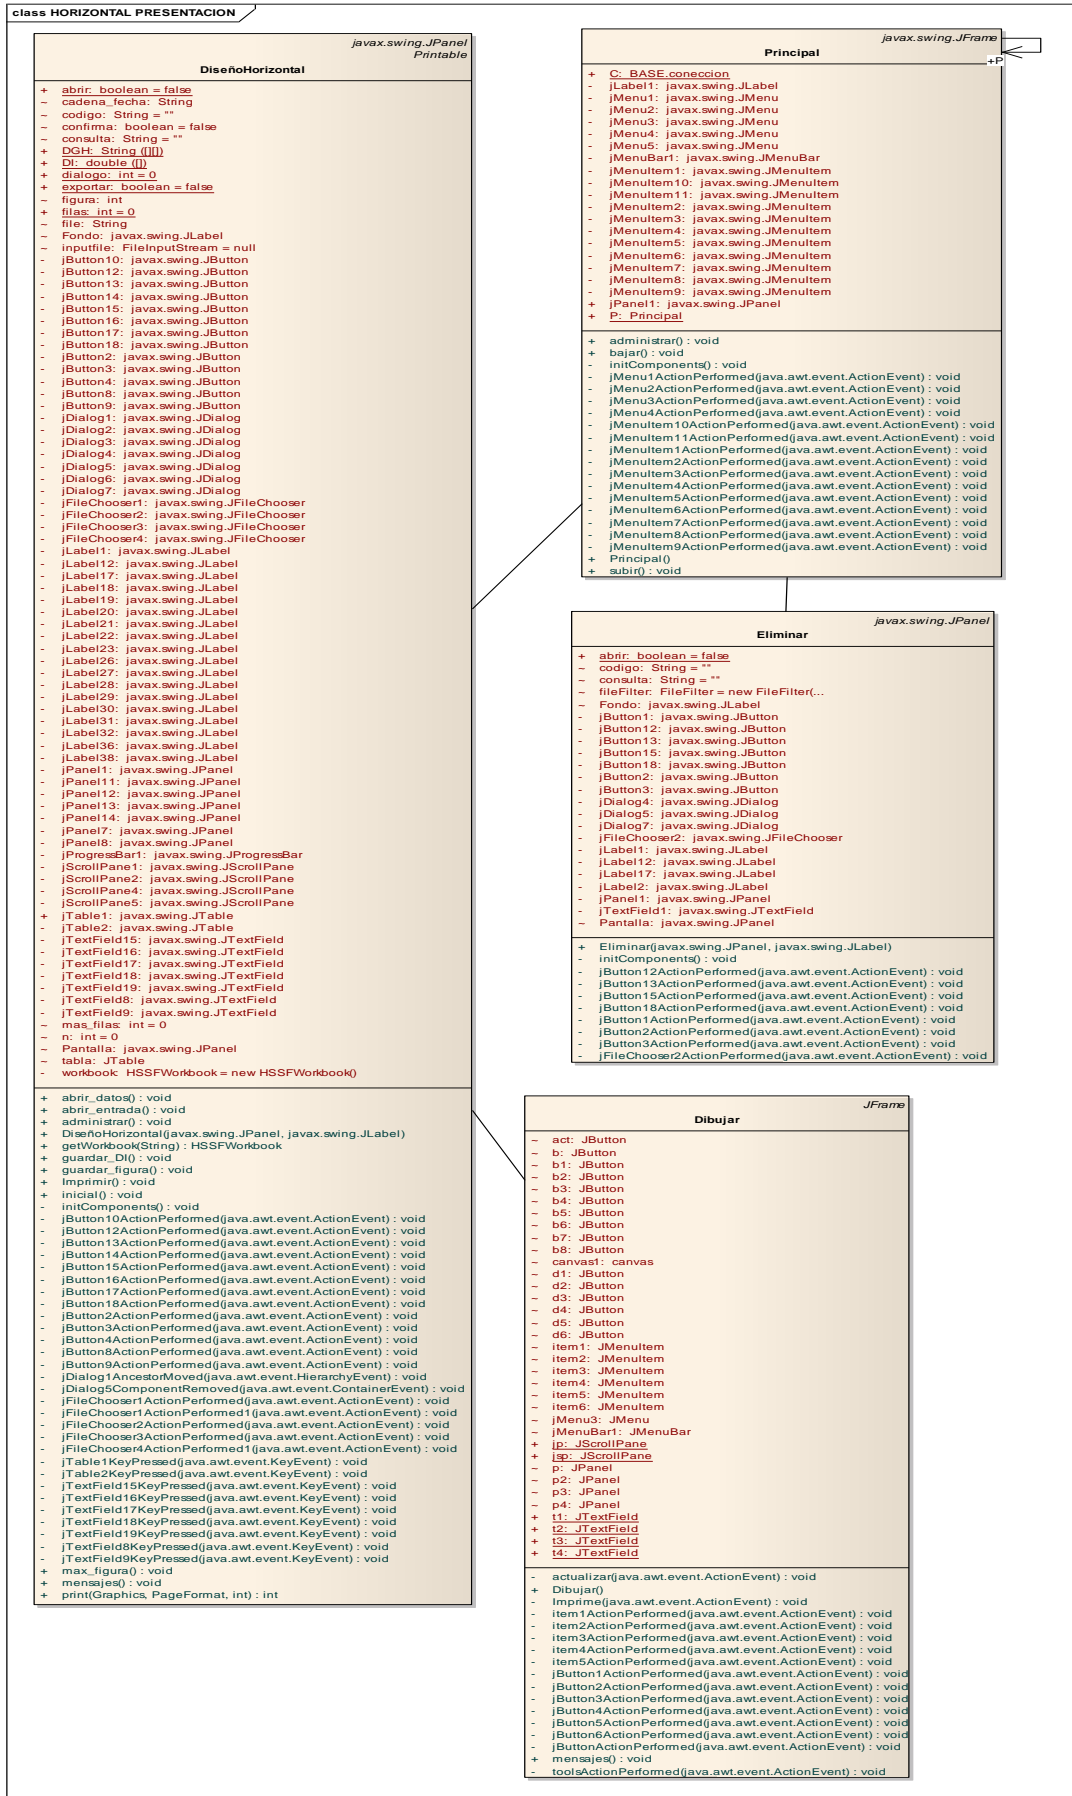 class HORIZONTAL PRESENTACION
javax.swing.JPanel
Printable
DiseñoHorizontal
+ abrir: boolean = false
~ cadena_fecha: String
~ codigo: String = ""
~ confirma: boolean = false
~ consulta: String = ""
+ DGH: String ([][])
+ DI: double ([])
+ dialogo: int = 0
+ exportar: boolean = false
~ figura: int
+ filas: int = 0
~ file: String
~ Fondo: javax.swing.JLabel
~ inputfile: FileInputStream = null
- jButton10: javax.swing.JButton
- jButton12: javax.swing.JButton
- jButton13: javax.swing.JButton
- jButton14: javax.swing.JButton
- jButton15: javax.swing.JButton
- jButton16: javax.swing.JButton
- jButton17: javax.swing.JButton
- jButton18: javax.swing.JButton
- jButton2: javax.swing.JButton
- jButton3: javax.swing.JButton
- jButton4: javax.swing.JButton
- jButton8: javax.swing.JButton
- jButton9: javax.swing.JButton
- jDialog1: javax.swing.JDialog
- jDialog2: javax.swing.JDialog
- jDialog3: javax.swing.JDialog
- jDialog4: javax.swing.JDialog
- jDialog5: javax.swing.JDialog
- jDialog6: javax.swing.JDialog
- jDialog7: javax.swing.JDialog
- jFileChooser1: javax.swing.JFileChooser
- jFileChooser2: javax.swing.JFileChooser
- jFileChooser3: javax.swing.JFileChooser
- jFileChooser4: javax.swing.JFileChooser
- jLabel1: javax.swing.JLabel
- jLabel12: javax.swing.JLabel
- jLabel17: javax.swing.JLabel
- jLabel18: javax.swing.JLabel
- jLabel19: javax.swing.JLabel
- jLabel20: javax.swing.JLabel
- jLabel21: javax.swing.JLabel
- jLabel22: javax.swing.JLabel
- jLabel23: javax.swing.JLabel
- jLabel26: javax.swing.JLabel
- jLabel27: javax.swing.JLabel
- jLabel28: javax.swing.JLabel
- jLabel29: javax.swing.JLabel
- jLabel30: javax.swing.JLabel
- jLabel31: javax.swing.JLabel
- jLabel32: javax.swing.JLabel
- jLabel36: javax.swing.JLabel
- jLabel38: javax.swing.JLabel
- jPanel1: javax.swing.JPanel
- jPanel11: javax.swing.JPanel
- jPanel12: javax.swing.JPanel
- jPanel13: javax.swing.JPanel
- jPanel14: javax.swing.JPanel
- jPanel7: javax.swing.JPanel
- jPanel8: javax.swing.JPanel
- jProgressBar1: javax.swing.JProgressBar
- jScrollPane1: javax.swing.JScrollPane
- jScrollPane2: javax.swing.JScrollPane
- jScrollPane4: javax.swing.JScrollPane
- jScrollPane5: javax.swing.JScrollPane
+ jTable1: javax.swing.JTable
- jTable2: javax.swing.JTable
- jTextField15: javax.swing.JTextField
- jTextField16: javax.swing.JTextField
- jTextField17: javax.swing.JTextField
- jTextField18: javax.swing.JTextField
- jTextField19: javax.swing.JTextField
- jTextField8: javax.swing.JTextField
- jTextField9: javax.swing.JTextField
~ mas_filas: int = 0
~ n: int = 0
~ Pantalla: javax.swing.JPanel
~ tabla: JTable
- workbook: HSSFWorkbook = new HSSFWorkbook()
+ abrir_datos() : void
+ abrir_entrada() : void
+ administrar() : void
+ DiseñoHorizontal(javax.swing.JPanel, javax.swing.JLabel)
+ getWorkbook(String) : HSSFWorkbook
+ guardar_DI() : void
+ guardar_figura() : void
+ Imprimir() : void
+ inicial() : void
- initComponents() : void
- jButton10ActionPerformed(java.awt.event.ActionEvent) : void
- jButton12ActionPerformed(java.awt.event.ActionEvent) : void
- jButton13ActionPerformed(java.awt.event.ActionEvent) : void
- jButton14ActionPerformed(java.awt.event.ActionEvent) : void
- jButton15ActionPerformed(java.awt.event.ActionEvent) : void
- jButton16ActionPerformed(java.awt.event.ActionEvent) : void
- jButton17ActionPerformed(java.awt.event.ActionEvent) : void
- jButton18ActionPerformed(java.awt.event.ActionEvent) : void
- jButton2ActionPerformed(java.awt.event.ActionEvent) : void
- jButton3ActionPerformed(java.awt.event.ActionEvent) : void
- jButton4ActionPerformed(java.awt.event.ActionEvent) : void
- jButton8ActionPerformed(java.awt.event.ActionEvent) : void
- jButton9ActionPerformed(java.awt.event.ActionEvent) : void
- jDialog1AncestorMoved(java.awt.event.HierarchyEvent) : void
- jDialog5ComponentRemoved(java.awt.event.ContainerEvent) : void
- jFileChooser1ActionPerformed(java.awt.event.ActionEvent) : void
- jFileChooser1ActionPerformed1(java.awt.event.ActionEvent) : void
- jFileChooser2ActionPerformed(java.awt.event.ActionEvent) : void
- jFileChooser3ActionPerformed(java.awt.event.ActionEvent) : void
- jFileChooser4ActionPerformed1(java.awt.event.ActionEvent) : void
- jTable1KeyPressed(java.awt.event.KeyEvent) : void
- jTable2KeyPressed(java.awt.event.KeyEvent) : void
- jTextField15KeyPressed(java.awt.event.KeyEvent) : void
- jTextField16KeyPressed(java.awt.event.KeyEvent) : void
- jTextField17KeyPressed(java.awt.event.KeyEvent) : void
- jTextField18KeyPressed(java.awt.event.KeyEvent) : void
- jTextField19KeyPressed(java.awt.event.KeyEvent) : void
- jTextField8KeyPressed(java.awt.event.KeyEvent) : void
- jTextField9KeyPressed(java.awt.event.KeyEvent) : void
+ max_figura() : void
+ mensajes() : void
+ print(Graphics, PageFormat, int) : int
javax.swing.JFrame
Principal
+P
+ C: BASE.coneccion
- jLabel1: javax.swing.JLabel
- jMenu1: javax.swing.JMenu
- jMenu2: javax.swing.JMenu
- jMenu3: javax.swing.JMenu
- jMenu4: javax.swing.JMenu
- jMenu5: javax.swing.JMenu
- jMenuBar1: javax.swing.JMenuBar
- jMenuItem1: javax.swing.JMenuItem
- jMenuItem10: javax.swing.JMenuItem
- jMenuItem11: javax.swing.JMenuItem
- jMenuItem2: javax.swing.JMenuItem
- jMenuItem3: javax.swing.JMenuItem
- jMenuItem4: javax.swing.JMenuItem
- jMenuItem5: javax.swing.JMenuItem
- jMenuItem6: javax.swing.JMenuItem
- jMenuItem7: javax.swing.JMenuItem
- jMenuItem8: javax.swing.JMenuItem
- jMenuItem9: javax.swing.JMenuItem
+ jPanel1: javax.swing.JPanel
+ P: Principal
+ administrar() : void
+ bajar() : void
- initComponents() : void
- jMenu1ActionPerformed(java.awt.event.ActionEvent) : void
- jMenu2ActionPerformed(java.awt.event.ActionEvent) : void
- jMenu3ActionPerformed(java.awt.event.ActionEvent) : void
- jMenu4ActionPerformed(java.awt.event.ActionEvent) : void
- jMenuItem10ActionPerformed(java.awt.event.ActionEvent) : void
- jMenuItem11ActionPerformed(java.awt.event.ActionEvent) : void
- jMenuItem1ActionPerformed(java.awt.event.ActionEvent) : void
- jMenuItem2ActionPerformed(java.awt.event.ActionEvent) : void
- jMenuItem3ActionPerformed(java.awt.event.ActionEvent) : void
- jMenuItem4ActionPerformed(java.awt.event.ActionEvent) : void
- jMenuItem5ActionPerformed(java.awt.event.ActionEvent) : void
- jMenuItem6ActionPerformed(java.awt.event.ActionEvent) : void
- jMenuItem7ActionPerformed(java.awt.event.ActionEvent) : void
- jMenuItem8ActionPerformed(java.awt.event.ActionEvent) : void
- jMenuItem9ActionPerformed(java.awt.event.ActionEvent) : void
+ Principal()
+ subir() : void
javax.swing.JPanel
Eliminar
+ abrir: boolean = false
~ codigo: String = ""
~ consulta: String = ""
~ fileFilter: FileFilter = new FileFilter(...
~ Fondo: javax.swing.JLabel
- jButton1: javax.swing.JButton
- jButton12: javax.swing.JButton
- jButton13: javax.swing.JButton
- jButton15: javax.swing.JButton
- jButton18: javax.swing.JButton
- jButton2: javax.swing.JButton
- jButton3: javax.swing.JButton
- jDialog4: javax.swing.JDialog
- jDialog5: javax.swing.JDialog
- jDialog7: javax.swing.JDialog
- jFileChooser2: javax.swing.JFileChooser
- jLabel1: javax.swing.JLabel
- jLabel12: javax.swing.JLabel
- jLabel17: javax.swing.JLabel
- jLabel2: javax.swing.JLabel
- jPanel1: javax.swing.JPanel
- jTextField1: javax.swing.JTextField
~ Pantalla: javax.swing.JPanel
+ Eliminar(javax.swing.JPanel, javax.swing.JLabel)
- initComponents() : void
- jButton12ActionPerformed(java.awt.event.ActionEvent) : void
- jButton13ActionPerformed(java.awt.event.ActionEvent) : void
- jButton15ActionPerformed(java.awt.event.ActionEvent) : void
- jButton18ActionPerformed(java.awt.event.ActionEvent) : void
- jButton1ActionPerformed(java.awt.event.ActionEvent) : void
- jButton2ActionPerformed(java.awt.event.ActionEvent) : void
- jButton3ActionPerformed(java.awt.event.ActionEvent) : void
- jFileChooser2ActionPerformed(java.awt.event.ActionEvent) : void
JFrame
Dibujar
~ act: JButton
~ b: JButton
~ b1: JButton
~ b2: JButton
~ b3: JButton
~ b4: JButton
~ b5: JButton
~ b6: JButton
~ b7: JButton
~ b8: JButton
~ canvas1: canvas
~ d1: JButton
~ d2: JButton
~ d3: JButton
~ d4: JButton
~ d5: JButton
~ d6: JButton
~ item1: JMenuItem
~ item2: JMenuItem
~ item3: JMenuItem
~ item4: JMenuItem
~ item5: JMenuItem
~ item6: JMenuItem
~ jMenu3: JMenu
~ jMenuBar1: JMenuBar
+ jp: JScrollPane
+ jsp: JScrollPane
~ p: JPanel
~ p2: JPanel
~ p3: JPanel
~ p4: JPanel
+ t1: JTextField
+ t2: JTextField
+ t3: JTextField
+ t4: JTextField
- actualizar(java.awt.event.ActionEvent) : void
+ Dibujar()
- Imprime(java.awt.event.ActionEvent) : void
- item1ActionPerformed(java.awt.event.ActionEvent) : void
- item2ActionPerformed(java.awt.event.ActionEvent) : void
- item3ActionPerformed(java.awt.event.ActionEvent) : void
- item4ActionPerformed(java.awt.event.ActionEvent) : void
- item5ActionPerformed(java.awt.event.ActionEvent) : void
- jButton1ActionPerformed(java.awt.event.ActionEvent) : void
- jButton2ActionPerformed(java.awt.event.ActionEvent) : void
- jButton3ActionPerformed(java.awt.event.ActionEvent) : void
- jButton4ActionPerformed(java.awt.event.ActionEvent) : void
- jButton5ActionPerformed(java.awt.event.ActionEvent) : void
- jButton6ActionPerformed(java.awt.event.ActionEvent) : void
- jButtonActionPerformed(java.awt.event.ActionEvent) : void
+ mensajes() : void
- toolsActionPerformed(java.awt.event.ActionEvent) : void